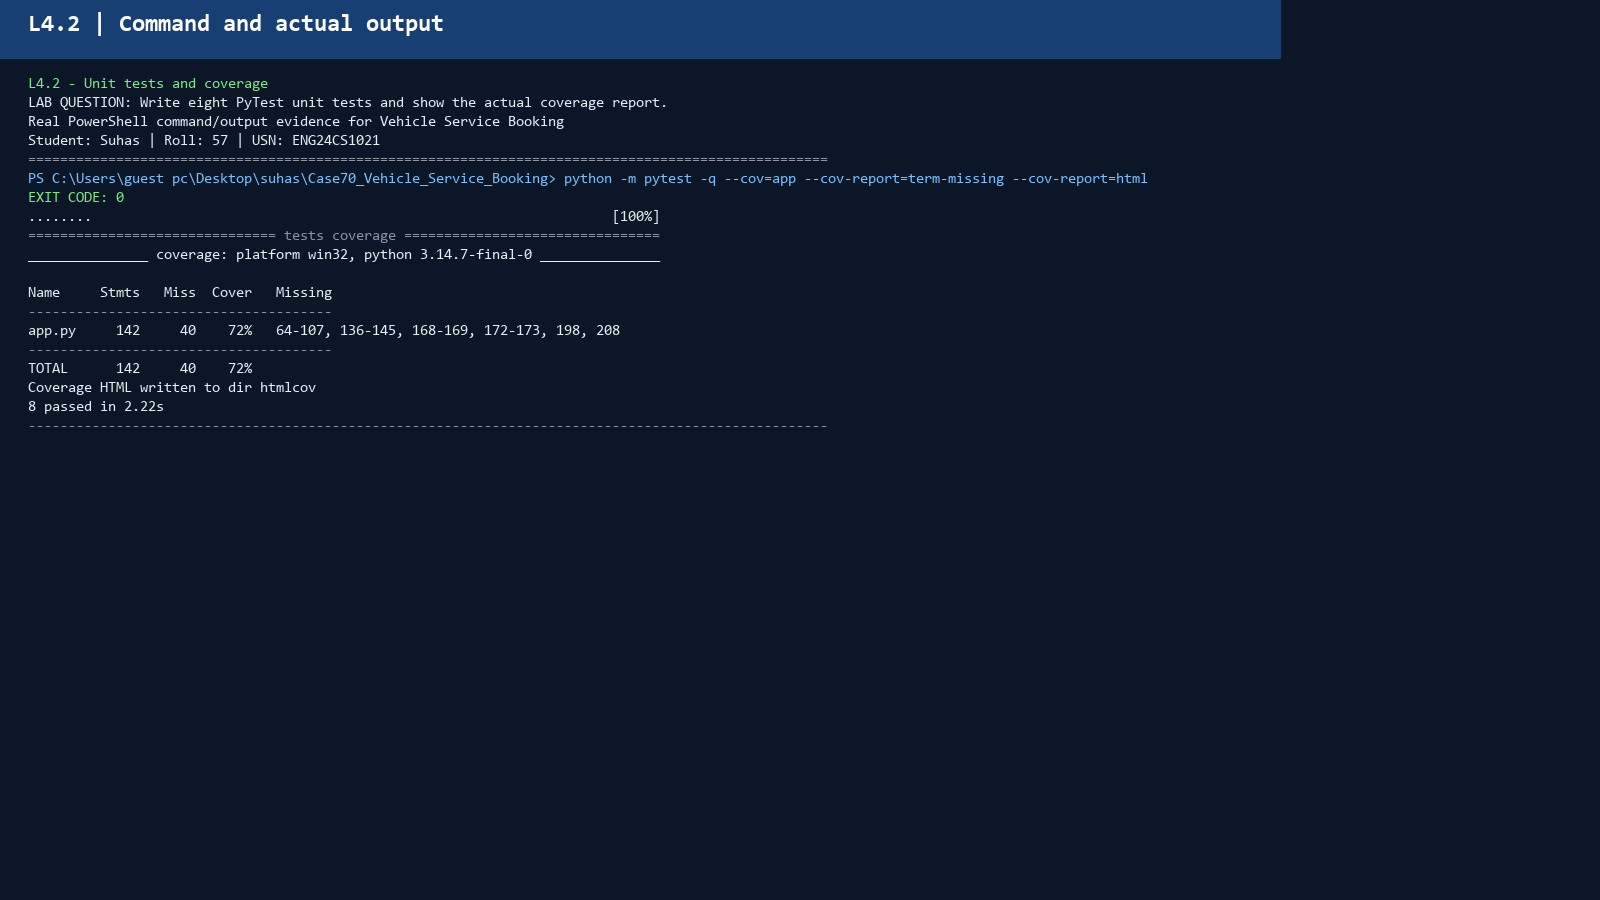 L4.2 | Command and actual output
L4.2 - Unit tests and coverage
LAB QUESTION: Write eight PyTest unit tests and show the actual coverage report.
Real PowerShell command/output evidence for Vehicle Service Booking
Student: Suhas | Roll: 57 | USN: ENG24CS1021
====================================================================================================
PS C:\Users\guest pc\Desktop\suhas\Case70_Vehicle_Service_Booking> python -m pytest -q --cov=app --cov-report=term-missing --cov-report=html
EXIT CODE: 0
........                                                                 [100%]
=============================== tests coverage ================================
_______________ coverage: platform win32, python 3.14.7-final-0 _______________

Name     Stmts   Miss  Cover   Missing
--------------------------------------
app.py     142     40    72%   64-107, 136-145, 168-169, 172-173, 198, 208
--------------------------------------
TOTAL      142     40    72%
Coverage HTML written to dir htmlcov
8 passed in 2.22s
----------------------------------------------------------------------------------------------------